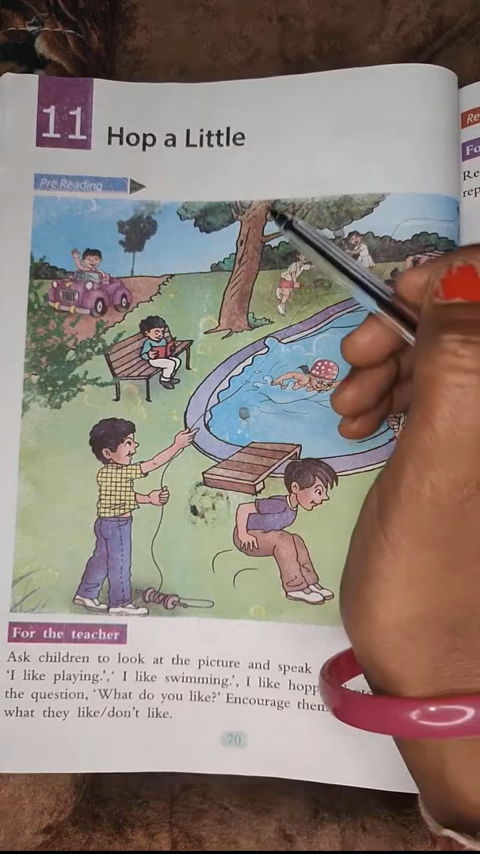 11
Hop a Little
Pre Reading
For the teacher
Ask children to look at the picture and speak
'I like playing.',' I like swimming.', I like hopp
the question, 'What do you like?' Encourage them
what they like/don't like.
70
Re
Fo
Re
rep